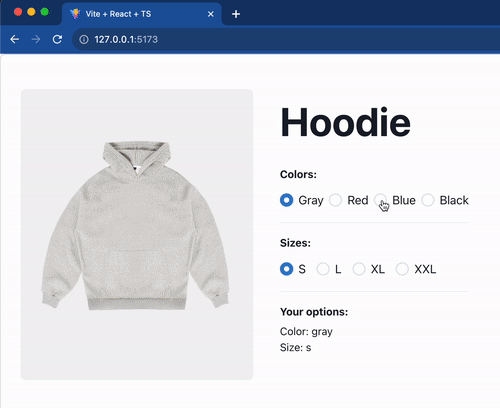 Vite + React + TS
127.0.0.1:5173
Hoodie
Colors:
Gray Red Blue Black
Sizes:
S L XL XXL
Your options:
Color: gray
Size: s